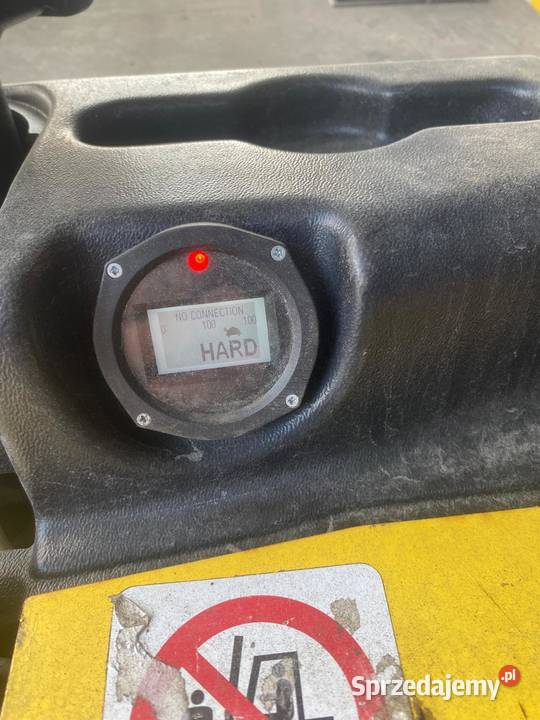 NO CONNECTION
0 100 100
HARD
Sprzedajemy.pl